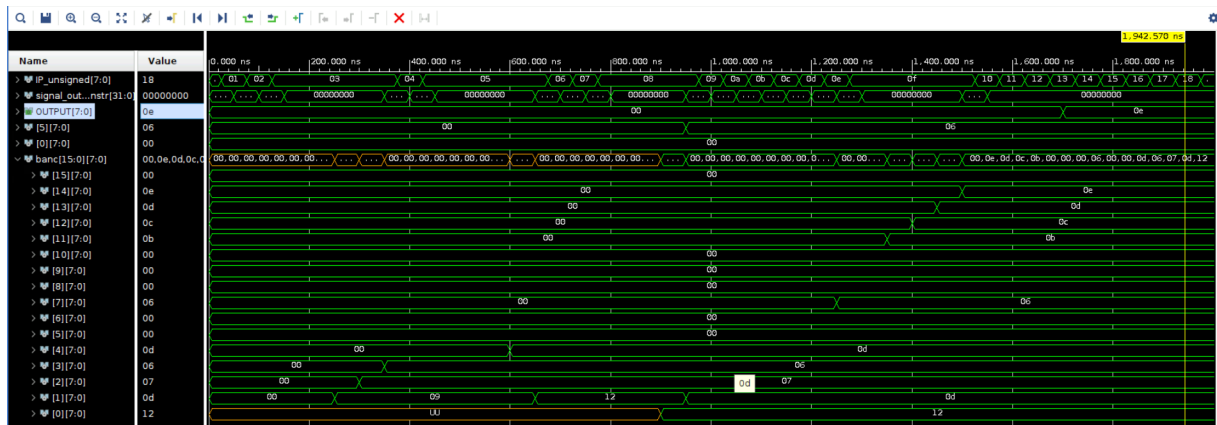 1,942.570 ns
Name Value 0.000 ns 200.000 ns 400.000 ns 600.000 ns 800.000 ns 1,000.000 ns 1,200.000 ns 1,400.000 ns 1,600.000 ns 1,800.000 ns
IP_unsigned[7:0] 18 01 02 03 04 05 06 07 08 09 0a 0b 0c 0d 0e 0f 10 11 12 13 14 15 16 17 18
signal_out...nstr[31:0] 00000000 ... ... ... 00000000 ... ... 00000000 ... ... ... 00000000 ... ... ... ... ... ... 00000000 ... 00000000
OUTPUT[7:0] 0e 00 0e
[5][7:0] 06 00 06
[0][7:0] 00 00
banc[15:0][7:0] 00,0e,0d,0c,0 00,00,00,00,00,00,00... ... ... 00,00,00,00,00,00,00... ... 00,00,00,00,00,00... ... 00,00,00,00,00,00,00,0... 00,00... ... ... ... 00,0e,0d,0c,0b,00,00,00,06,00,00,0d,06,07,0d,12
[15][7:0] 00 00
[14][7:0] 0e 00 0e
[13][7:0] 0d 00 0d
[12][7:0] 0c 00 0c
[11][7:0] 0b 00 0b
[10][7:0] 00 00
[9][7:0] 00 00
[8][7:0] 00 00
[7][7:0] 06 00 06
[6][7:0] 00 00
[5][7:0] 00 00
[4][7:0] 0d 00 0d
[3][7:0] 06 00 06
[2][7:0] 07 00 0d 07
[1][7:0] 0d 00 09 12 0d
[0][7:0] 12 UU 12